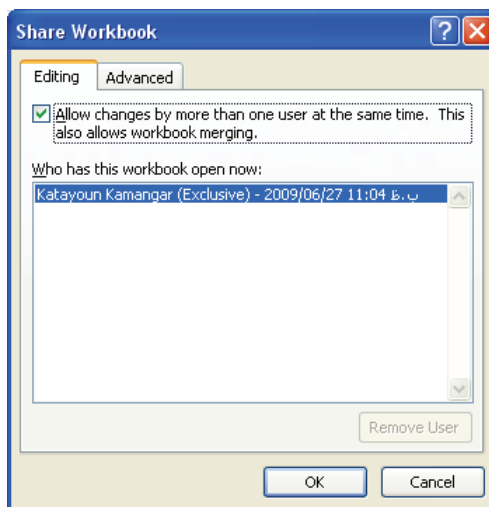 Share Workbook
Editing
Advanced
Allow changes by more than one user at the same time. This
also allows workbook merging.
Who has this workbook open now:
Katayoun Kamangar (Exclusive) - 2009/06/27 11:04 ب.ظ
Remove User
OK
Cancel